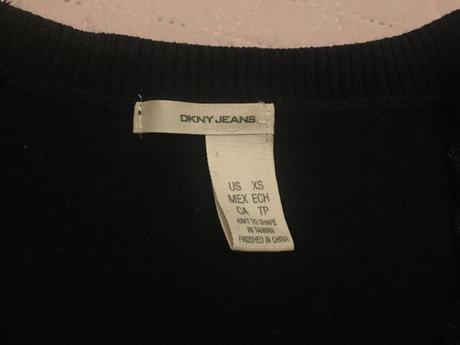 DKNY JEANS
US XS
MEX ECH
CA TP
KNIT TO SHAPE
IN TAIWAN
FINISHED IN CHINA